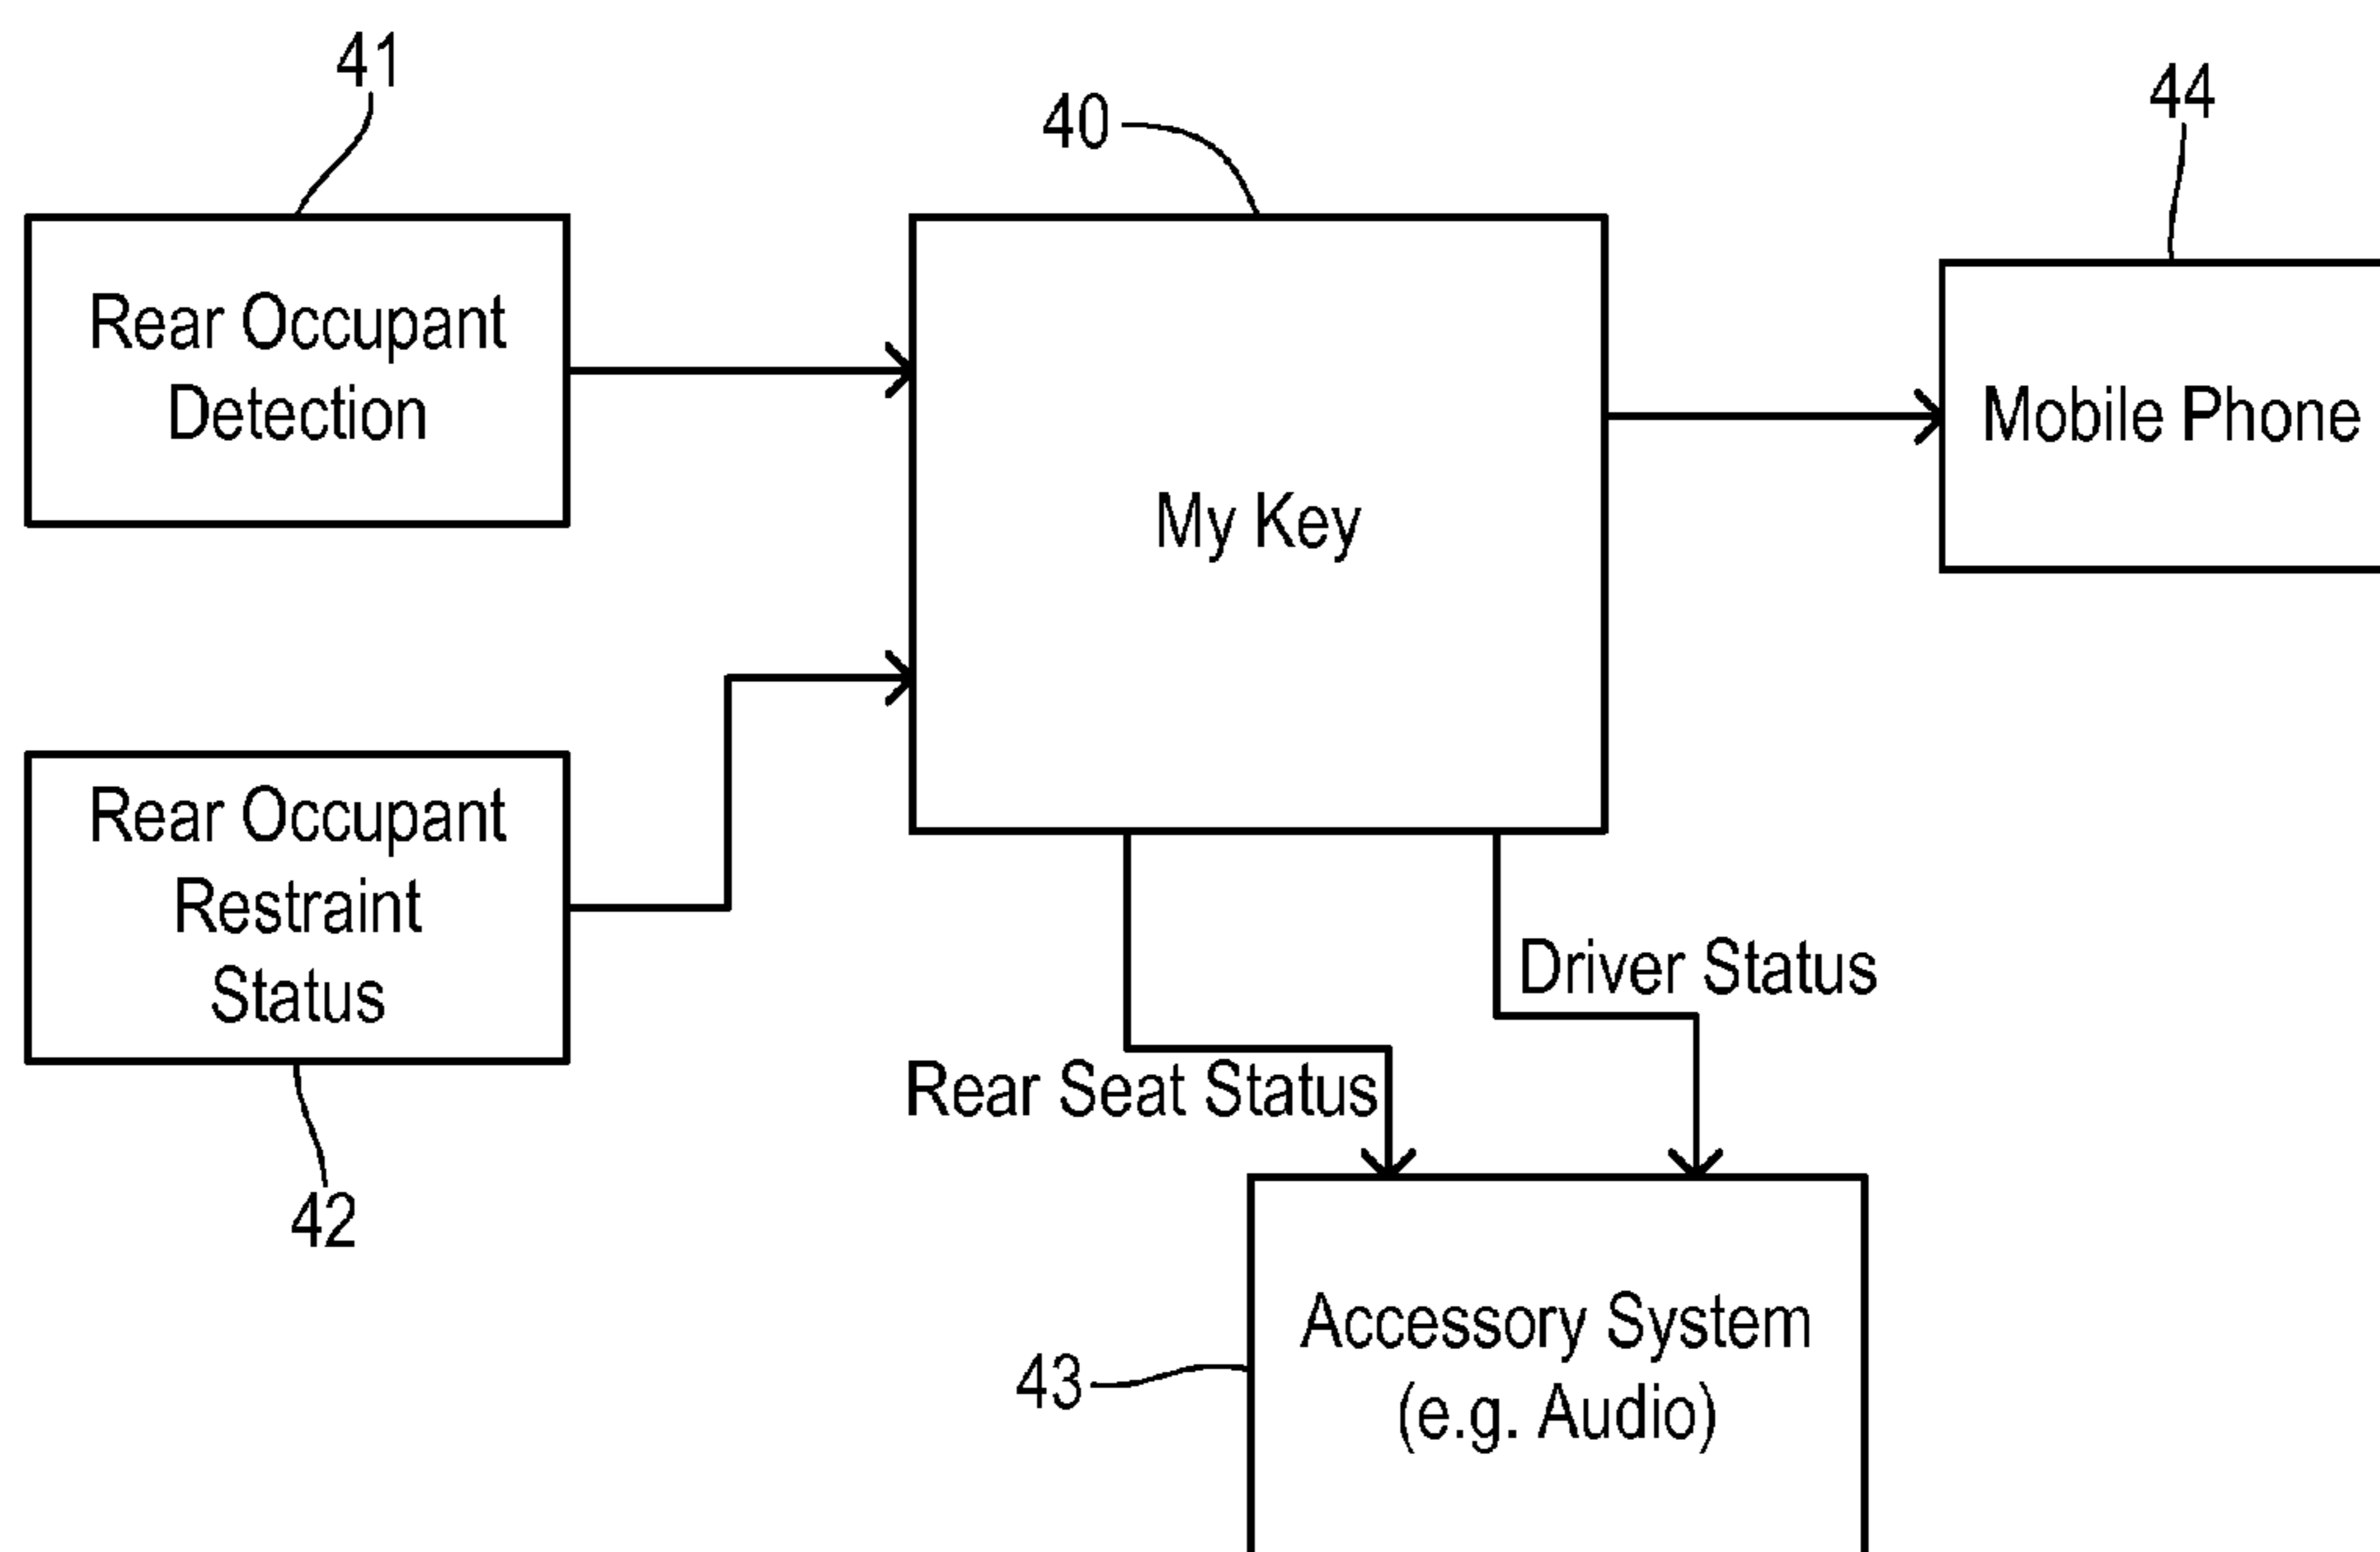 41
40
44
Rear Occupant
Detection
My Key
Mobile Phone
Rear Occupant
Restraint
Status
Driver Status
Rear Seat Status
42
Accessory System
(e.g. Audio)
43